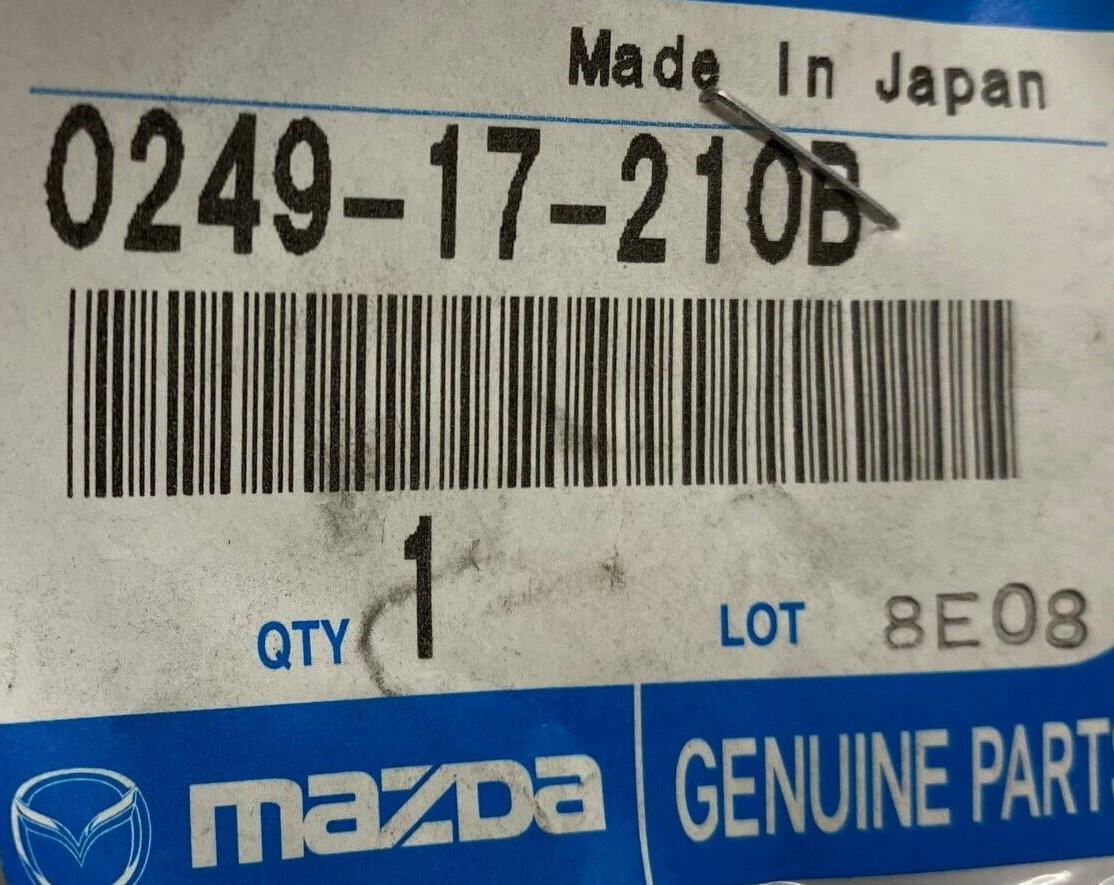 Made In Japan
0249-17-210B
1
QTY LOT 8E08
mazDa GENUINE PARTS